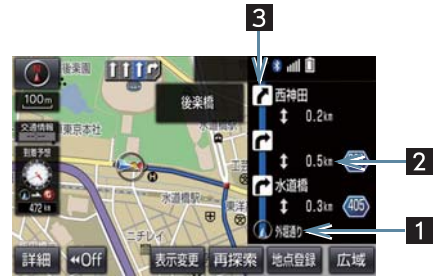 3
後楽園
100m
後楽橋
西神田
0.2km
交通情報
東京本社
0.5km
2
到着予想
水道橋
水道橋駅
0.3km
405
472 km
外堀通り
1
ニチレイ
詳細
◂◂Off
表示変更
再探索
地点登録
広域